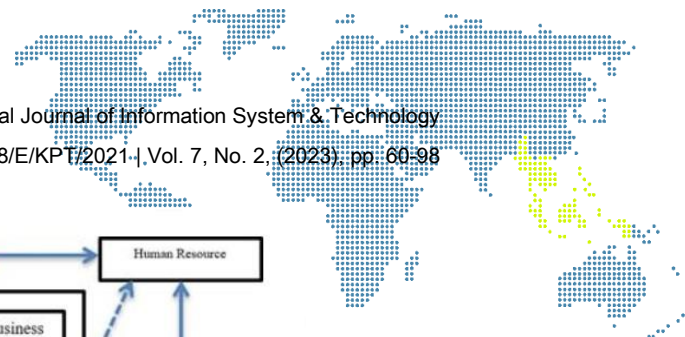 al Journal of Information System & Technology
8/E/KPT/2021 | Vol. 7, No. 2, (2023), pp. 60-98
Human Resource
usiness